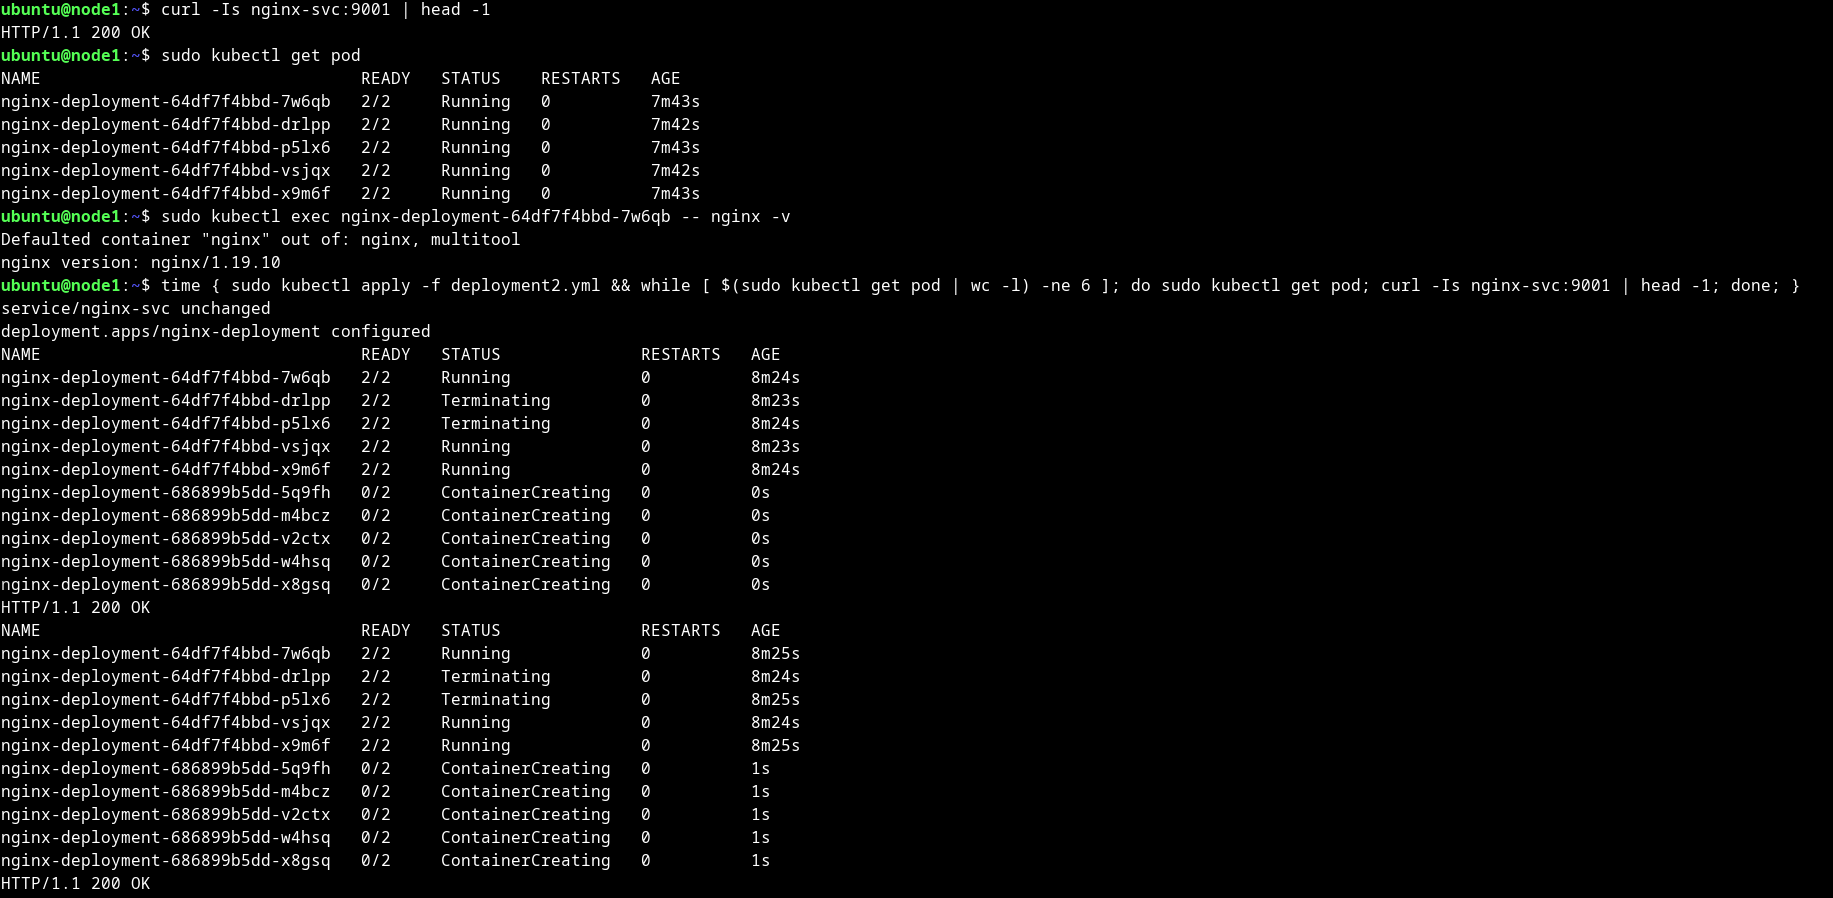 ubuntu@node1:~$ curl -Is nginx-svc:9001 | head -1
HTTP/1.1 200 OK
ubuntu@node1:~$ sudo kubectl get pod
NAME                                READY   STATUS    RESTARTS   AGE
nginx-deployment-64df7f4bbd-7w6qb   2/2     Running   0          7m43s
nginx-deployment-64df7f4bbd-drlpp   2/2     Running   0          7m42s
nginx-deployment-64df7f4bbd-p5lx6   2/2     Running   0          7m43s
nginx-deployment-64df7f4bbd-vsjqx   2/2     Running   0          7m42s
nginx-deployment-64df7f4bbd-x9m6f   2/2     Running   0          7m43s
ubuntu@node1:~$ sudo kubectl exec nginx-deployment-64df7f4bbd-7w6qb -- nginx -v
Defaulted container "nginx" out of: nginx, multitool
nginx version: nginx/1.19.10
ubuntu@node1:~$ time { sudo kubectl apply -f deployment2.yml && while [ $(sudo kubectl get pod | wc -l) -ne 6 ]; do sudo kubectl get pod; curl -Is nginx-svc:9001 | head -1; done; }
service/nginx-svc unchanged
deployment.apps/nginx-deployment configured
NAME                                READY   STATUS              RESTARTS   AGE
nginx-deployment-64df7f4bbd-7w6qb   2/2     Running             0          8m24s
nginx-deployment-64df7f4bbd-drlpp   2/2     Terminating         0          8m23s
nginx-deployment-64df7f4bbd-p5lx6   2/2     Terminating         0          8m24s
nginx-deployment-64df7f4bbd-vsjqx   2/2     Running             0          8m23s
nginx-deployment-64df7f4bbd-x9m6f   2/2     Running             0          8m24s
nginx-deployment-686899b5dd-5q9fh   0/2     ContainerCreating   0          0s
nginx-deployment-686899b5dd-m4bcz   0/2     ContainerCreating   0          0s
nginx-deployment-686899b5dd-v2ctx   0/2     ContainerCreating   0          0s
nginx-deployment-686899b5dd-w4hsq   0/2     ContainerCreating   0          0s
nginx-deployment-686899b5dd-x8gsq   0/2     ContainerCreating   0          0s
HTTP/1.1 200 OK
NAME                                READY   STATUS              RESTARTS   AGE
nginx-deployment-64df7f4bbd-7w6qb   2/2     Running             0          8m25s
nginx-deployment-64df7f4bbd-drlpp   2/2     Terminating         0          8m24s
nginx-deployment-64df7f4bbd-p5lx6   2/2     Terminating         0          8m25s
nginx-deployment-64df7f4bbd-vsjqx   2/2     Running             0          8m24s
nginx-deployment-64df7f4bbd-x9m6f   2/2     Running             0          8m25s
nginx-deployment-686899b5dd-5q9fh   0/2     ContainerCreating   0          1s
nginx-deployment-686899b5dd-m4bcz   0/2     ContainerCreating   0          1s
nginx-deployment-686899b5dd-v2ctx   0/2     ContainerCreating   0          1s
nginx-deployment-686899b5dd-w4hsq   0/2     ContainerCreating   0          1s
nginx-deployment-686899b5dd-x8gsq   0/2     ContainerCreating   0          1s
HTTP/1.1 200 OK